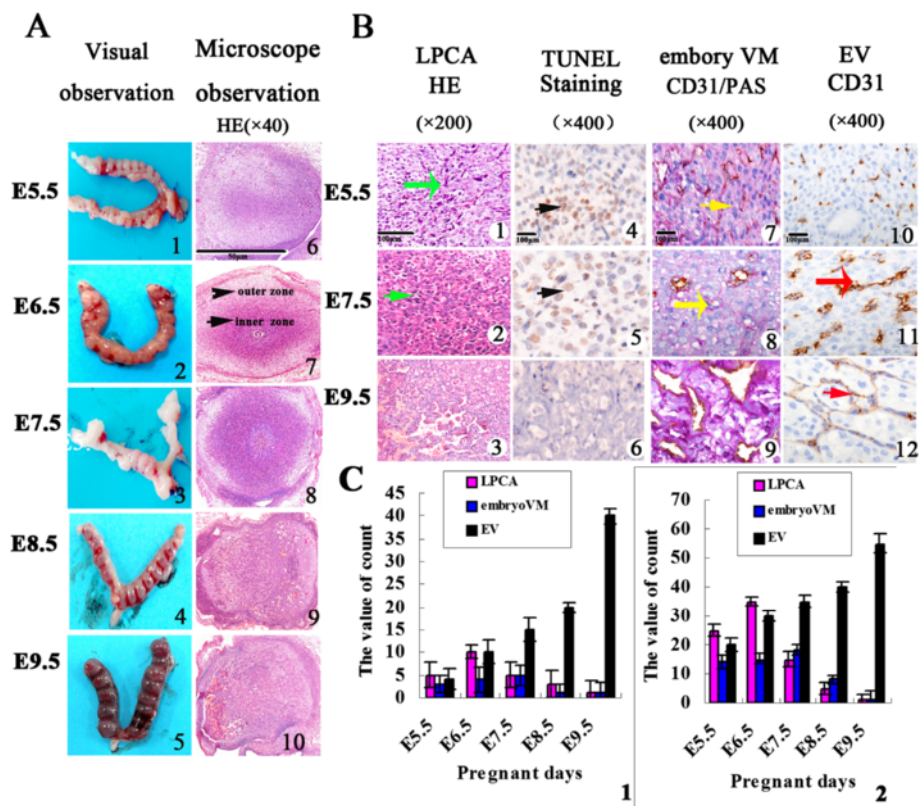 A
Visual
observation
Microscope
observation
HE(×40)
E5.5
E6.5
E7.5
E8.5
E9.5
1
2
3
4
5
50μm
6
outer zone
inner zone
7
8
9
10
B
LPCA
HE
(×200)
TUNEL
Staining
(×400)
embory VM
CD31/PAS
(×400)
EV
CD31
(×400)
E5.5
100μm
1
100μm
4
100μm
7
100μm
10
E7.5
2
5
8
11
E9.5
3
6
9
12
C
LPCA
embryoVM
EV
The value of count
45
40
35
30
25
20
15
10
5
0
E5.5
E6.5
E7.5
E8.5
E9.5
Pregnant days
1
2
LPCA
embryoVM
EV
The value of count
70
60
50
40
30
20
10
0
E5.5
E6.5
E7.5
E8.5
E9.5
Pregnant days
2